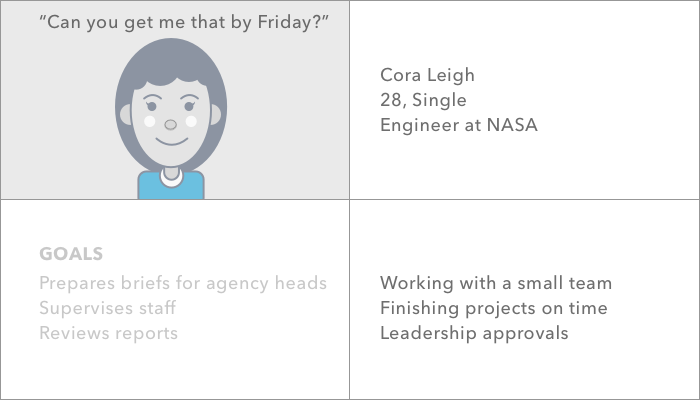 “Can you get me that by Friday?”
Cora Leigh
28, Single
Engineer at NASA
GOALS
Prepares briefs for agency heads
Supervises staff
Reviews reports
Working with a small team
Finishing projects on time
Leadership approvals